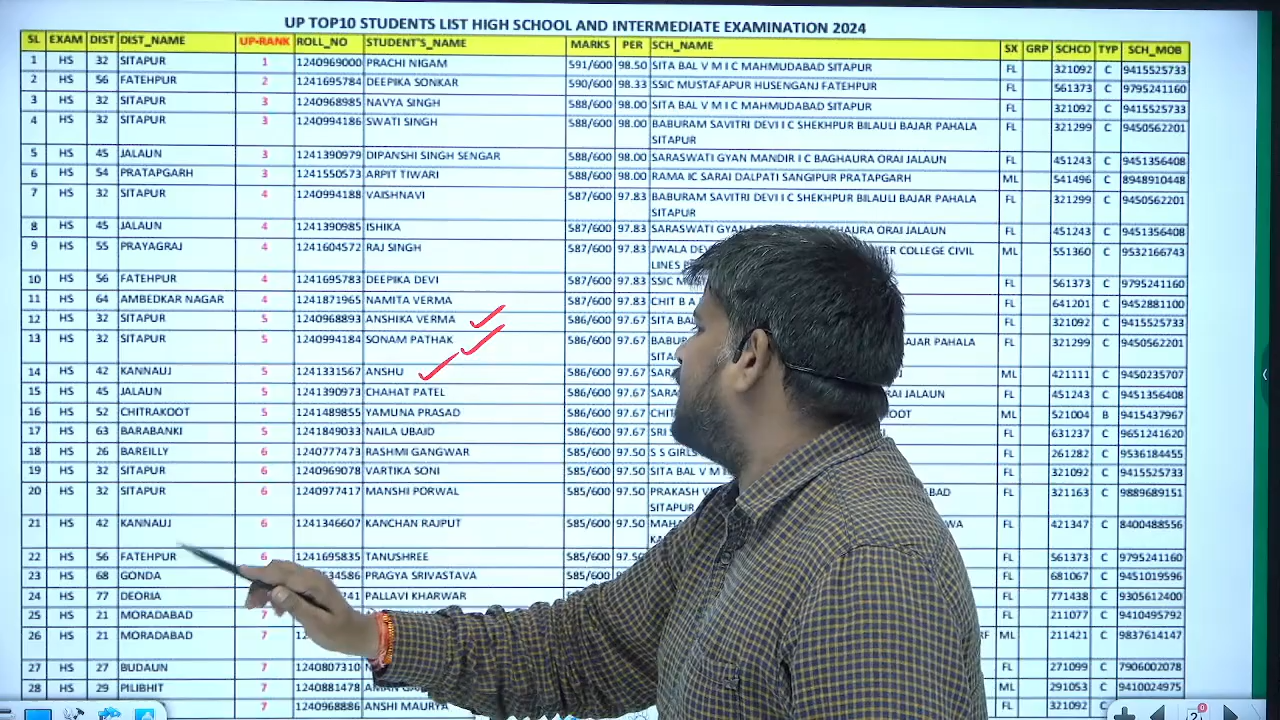 UP TOP10 STUDENTS LIST HIGH SCHOOL AND INTERMEDIATE EXAMINATION 2024
SL EXAM DIST DIST_NAME UP-RANK ROLL_NO STUDENT'S_NAME MARKS PER SCH_NAME SX GRP SCHCD TYP SCH_MOB
1 HS 32 SITAPUR 1 1240969000 PRACHI NIGAM 591/600 98.50 SITA BAL V M I C MAHMUDABAD SITAPUR FL 321092 C 9415525733
2 HS 56 FATEHPUR 2 1241695784 DEEPIKA SONKAR 590/600 98.33 SSIC MUSTAFAPUR HUSENGANJ FATEHPUR FL 561373 C 9795241160
3 HS 32 SITAPUR 3 1240968985 NAVYA SINGH 588/600 98.00 SITA BAL V M I C MAHMUDABAD SITAPUR FL 321092 C 9415525733
4 HS 32 SITAPUR 3 1240994186 SWATI SINGH 588/600 98.00 BABURAM SAVITRI DEVI I C SHEKHPUR BILAULI BAJAR PAHALA FL 321299 C 9450562201
SITAPUR
5 HS 45 JALAUN 3 1241390979 DIPANSHI SINGH SENGAR 588/600 98.00 SARASWATI GYAN MANDIR I C BAGHAURA ORAI JALAUN FL 451243 C 9451356408
6 HS 54 PRATAPGARH 3 1241550573 ARPIT TIWARI 588/600 98.00 RAMA IC SARAI DALPATI SANGIPUR PRATAPGARH ML 541496 C 8948910448
7 HS 32 SITAPUR 4 1240994188 VAISHNAVI 587/600 97.83 BABURAM SAVITRI DEVI I C SHEKHPUR BILAULI BAJAR PAHALA FL 321299 C 9450562201
SITAPUR
8 HS 45 JALAUN 4 1241390985 ISHIKA 587/600 97.83 SARASWATI GYAN FL 451243 C 9451356408
9 HS 55 PRAYAGRAJ 4 1241604572 RAJ SINGH 587/600 97.83 JWALA DEV COLLEGE CIVIL ML 551360 C 9532166743
LINES
10 HS 56 FATEHPUR 4 1241695783 DEEPIKA DEVI 587/600 97.83 SSIC FL 561373 C 9795241160
11 HS 64 AMBEDKAR NAGAR 4 1241871965 NAMITA VERMA 587/600 97.83 CHIT B A FL 641201 C 9452881100
12 HS 32 SITAPUR 5 1240968893 ANSHIKA VERMA 586/600 97.67 SITA BAL FL 321092 C 9415525733
13 HS 32 SITAPUR 5 1240994184 SONAM PATHAK 586/600 97.67 BABUR AJAR PAHALA FL 321299 C 9450562201
SITA
14 HS 42 KANNAUJ 5 1241331567 ANSHU 586/600 97.67 SAR ML 421111 C 9450235707
15 HS 45 JALAUN 5 1241390973 CHAHAT PATEL 586/600 97.67 SARA JALAUN FL 451243 C 9451356408
16 HS 52 CHITRAKOOT 5 1241489855 YAMUNA PRASAD 586/600 97.67 CHIT OOT ML 521004 B 9415437967
17 HS 63 BARABANKI 5 1241849033 NAILA UBAID 586/600 97.67 SRI FL 631237 C 9651241620
18 HS 26 BAREILLY 6 1240777473 RASHMI GANGWAR 585/600 97.50 S S GIRLS FL 261282 C 9536184455
19 HS 32 SITAPUR 6 1240969078 VARTIKA SONI 585/600 97.50 SITA BAL V M FL 321092 C 9415525733
20 HS 32 SITAPUR 6 1240977417 MANSHI PORWAL 585/600 97.50 PRAKASH V BAD FL 321163 C 9889689151
SITAPUR
21 HS 42 KANNAUJ 6 1241346607 KANCHAN RAJPUT 585/600 97.50 MAHA WA FL 421347 C 8400488556
22 HS 56 FATEHPUR 6 1241695835 TANUSHREE 585/600 97.50 FL 561373 C 9795241160
23 HS 68 GONDA 34586 PRAGYA SRIVASTAVA 585/600 FL 681067 C 9451019596
24 HS 77 DEORIA 241 PALLAVI KHARWAR FL 771438 C 9305612400
25 HS 21 MORADABAD 7 FL 211077 C 9410495792
26 HS 21 MORADABAD 7 12 RF ML 211421 C 9837614147
27 HS 27 BUDAUN 7 1240807310 FL 271099 C 7906002078
28 HS 29 PILIBHIT 7 1240881478 AMAN ML 291053 C 9410024975
7 1240968886 ANSHI MAURYA FL 321092 C